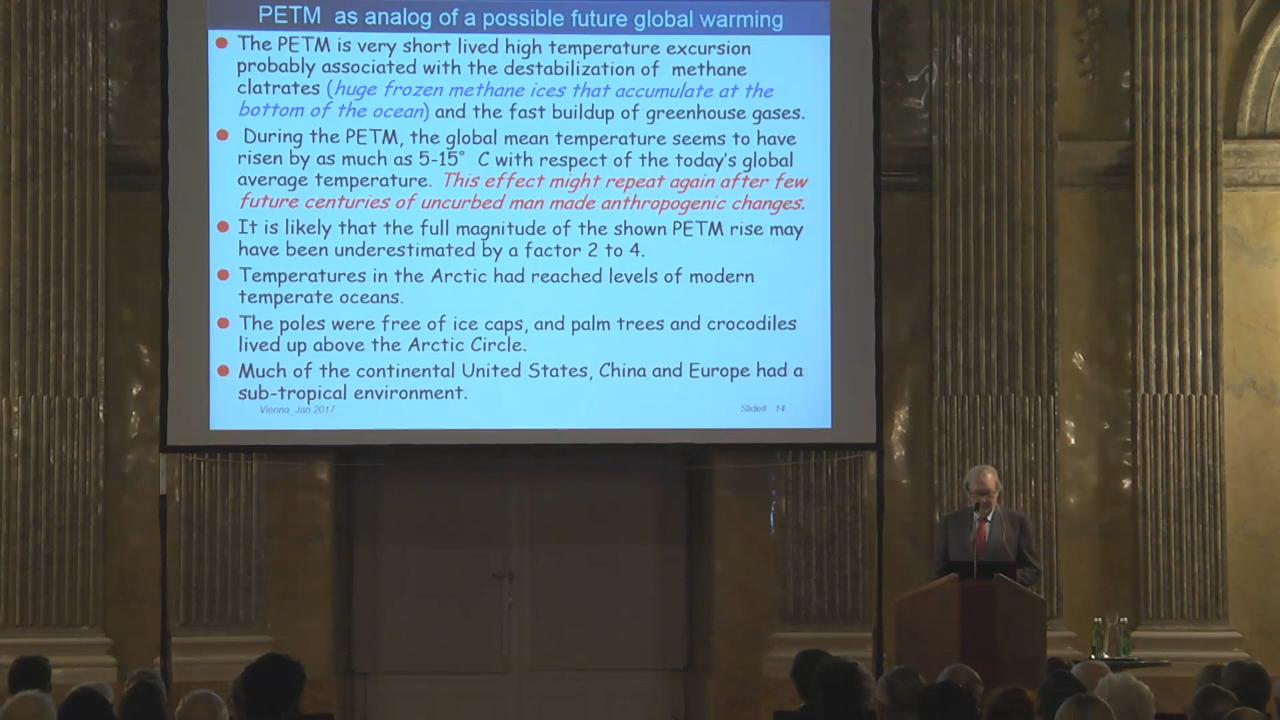 PETM as analog of a possible future global warming
The PETM is very short lived high temperature excursion
probably associated with the destabilization of methane
clatrates (huge frozen methane ices that accumulate at the
bottom of the ocean) and the fast buildup of greenhouse gases.
During the PETM, the global mean temperature seems to have
risen by as much as 5-15° C with respect of the today's global
average temperature. This effect might repeat again after few
future centuries of uncurbed man made anthropogenic changes.
It is likely that the full magnitude of the shown PETM rise may
have been underestimated by a factor 2 to 4.
Temperatures in the Arctic had reached levels of modern
temperate oceans.
The poles were free of ice caps, and palm trees and crocodiles
lived up above the Arctic Circle.
Much of the continental United States, China and Europe had a
sub-tropical environment.
Vienna_Jan 2017 Slide# 14